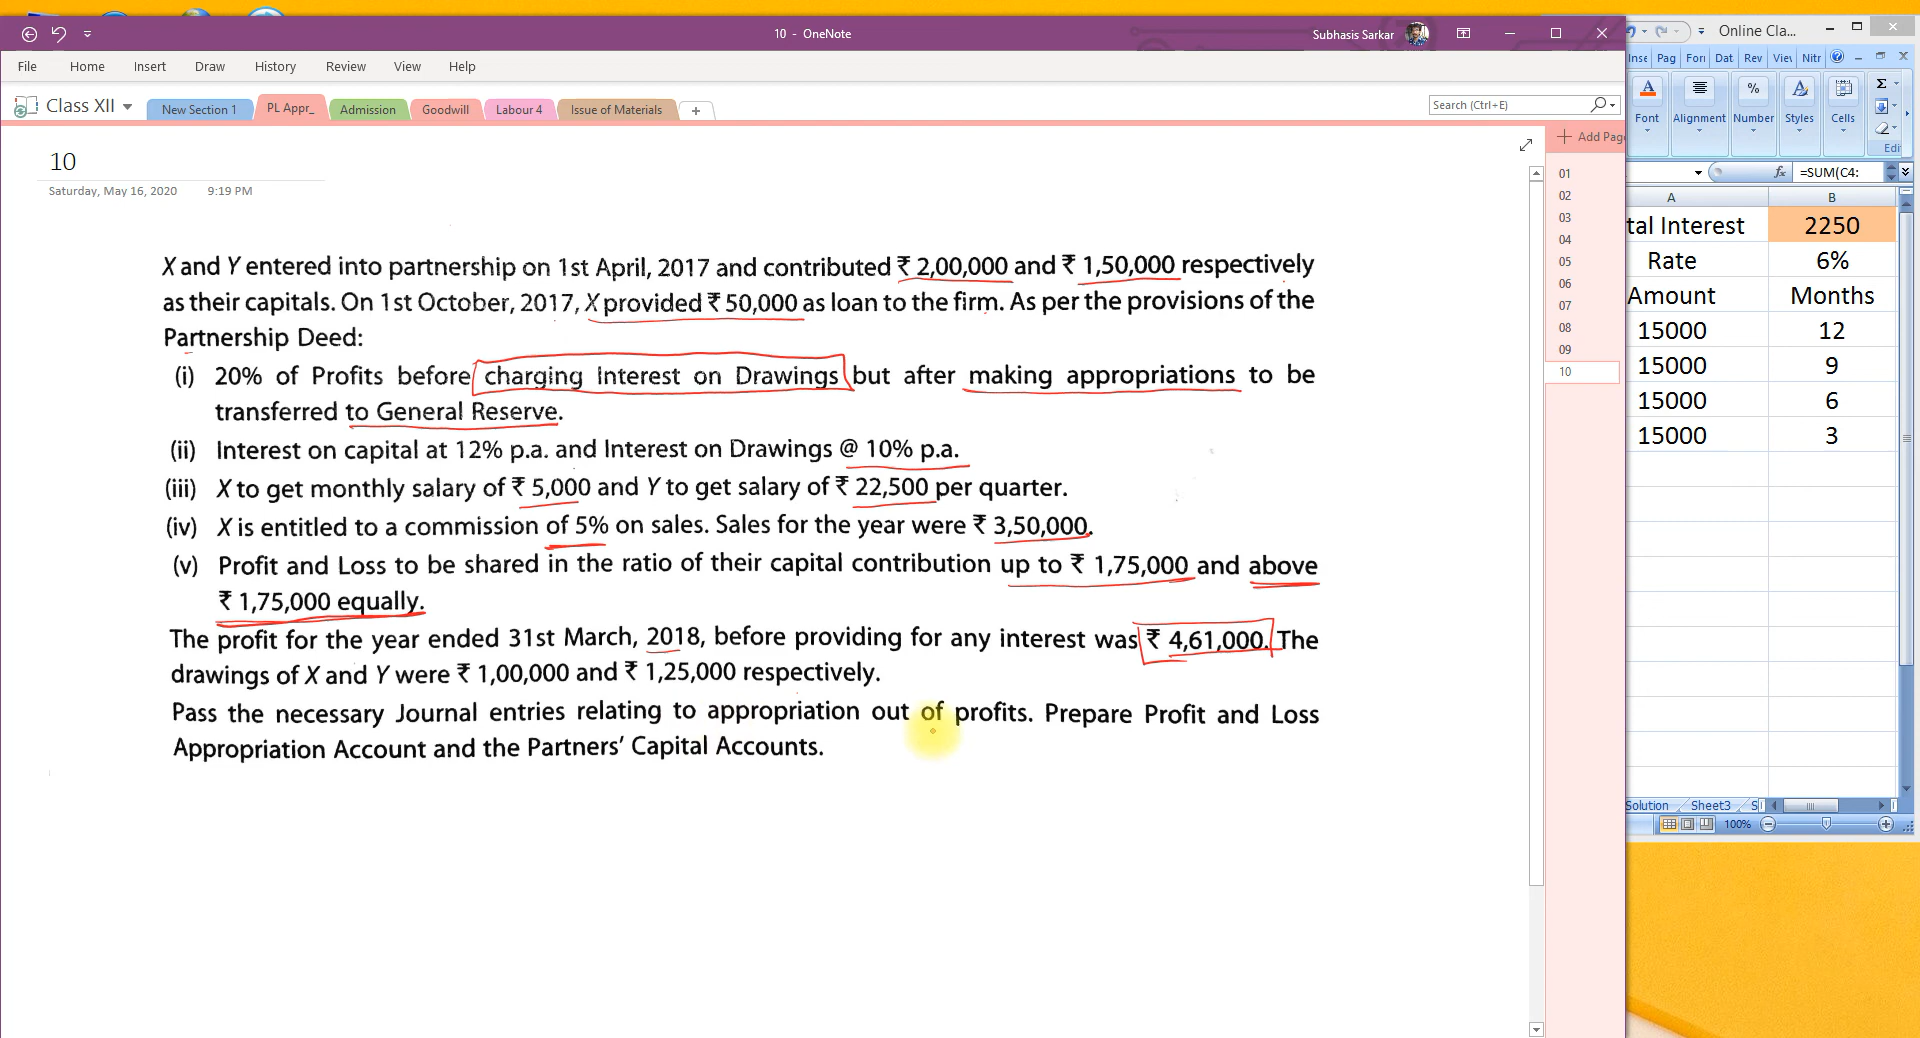 10 - OneNote
Subhasis Sarkar
File Home Insert Draw History Review View Help
Class XII New Section 1 PL Appr_ Admission Goodwill Labour 4 Issue of Materials
Search (Ctrl+E)
Add Pag
10
Saturday, May 16, 2020 9:19 PM
X and Y entered into partnership on 1st April, 2017 and contributed ₹ 2,00,000 and ₹ 1,50,000 respectively
as their capitals. On 1st October, 2017, X provided ₹ 50,000 as loan to the firm. As per the provisions of the
Partnership Deed:
(i) 20% of Profits before charging Interest on Drawings but after making appropriations to be
transferred to General Reserve.
(ii) Interest on capital at 12% p.a. and Interest on Drawings @ 10% p.a.
(iii) X to get monthly salary of ₹ 5,000 and Y to get salary of ₹ 22,500 per quarter.
(iv) X is entitled to a commission of 5% on sales. Sales for the year were ₹ 3,50,000.
(v) Profit and Loss to be shared in the ratio of their capital contribution up to ₹ 1,75,000 and above
₹ 1,75,000 equally.
The profit for the year ended 31st March, 2018, before providing for any interest was ₹ 4,61,000. The
drawings of X and Y were ₹ 1,00,000 and ₹ 1,25,000 respectively.
Pass the necessary Journal entries relating to appropriation out of profits. Prepare Profit and Loss
Appropriation Account and the Partners' Capital Accounts.
01
02
03
04
05
06
07
08
09
10
Online Cla...
Inse Pag Forı Dat Rev Viev Nitr
Font Alignment Number Styles Cells
Edi
=SUM(C4:
A B
tal Interest 2250
Rate 6%
Amount Months
15000 12
15000 9
15000 6
15000 3
Solution Sheet3 S
100%